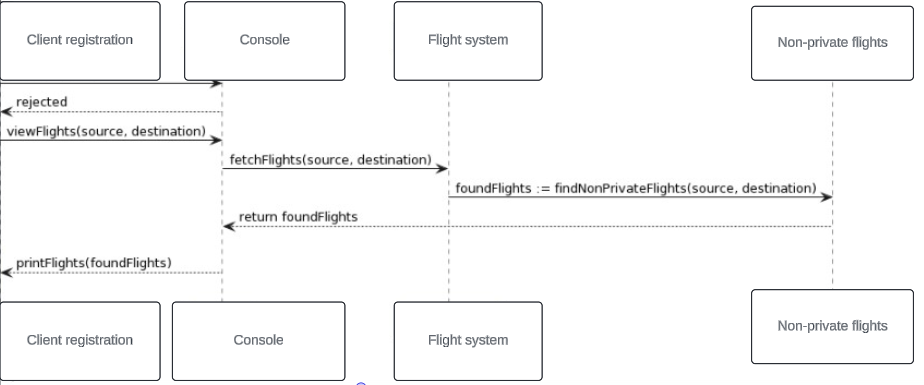 Client registration
Console
Flight system
Non-private flights
rejected
viewFlights(source, destination)
fetchFlights(source, destination)
foundFlights := findNonPrivateFlights(source, destination)
return foundFlights
printFlights(foundFlights)
Client registration
Console
Flight system
Non-private flights